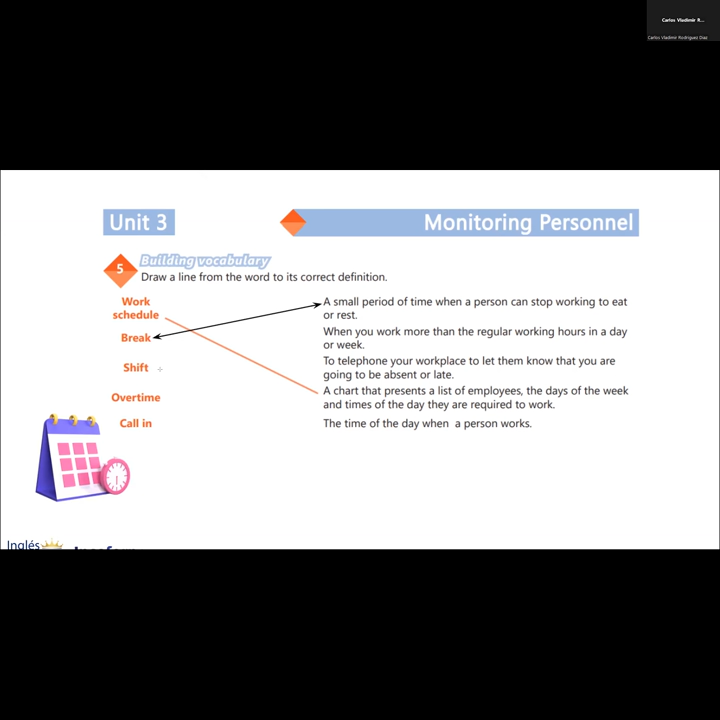 Carlos Vladimir R...
Carlos Vladimir Rodriguez Dias
Unit 3
Monitoring Personnel
5
Building vocabulary
Draw a line from the word to its correct definition.
Work
schedule
Break
Shift
Overtime
Call in
A small period of time when a person can stop working to eat
or rest.
When you work more than the regular working hours in a day
or week.
To telephone your workplace to let them know that you are
going to be absent or late.
A chart that presents a list of employees, the days of the week
and times of the day they are required to work.
The time of the day when a person works.
Inglés